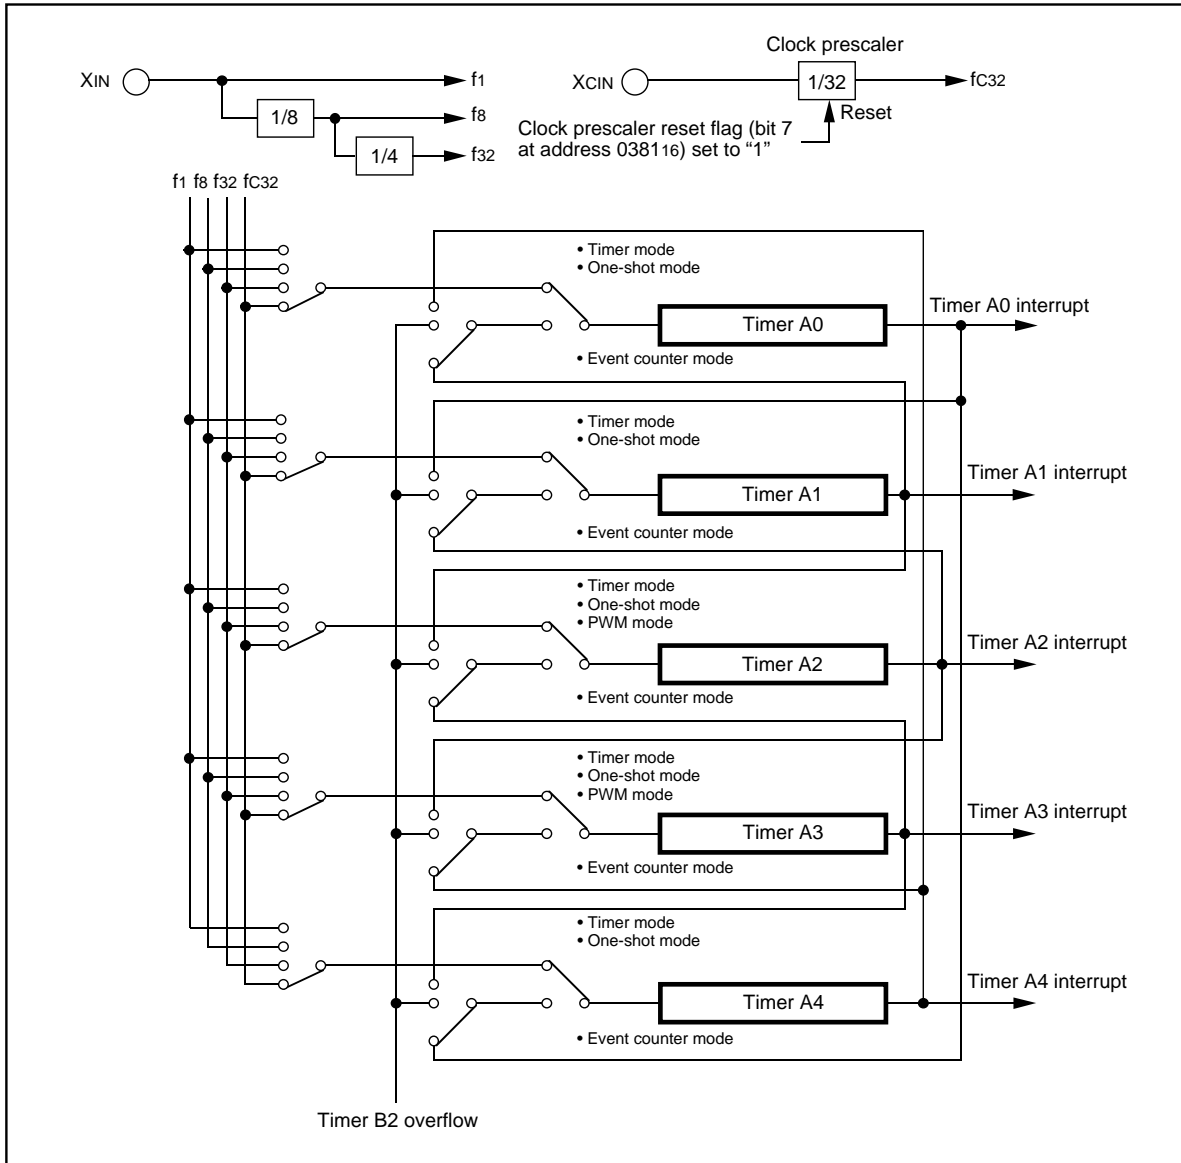 Clock prescaler
XIN
f1
XCIN
1/32
fC32
1/8
f8
Reset
Clock prescaler reset flag (bit 7
at address 038116) set to “1”
1/4
f32
f1 f8 f32 fC32
• Timer mode
• One-shot mode
Timer A0
Timer A0 interrupt
• Event counter mode
• Timer mode
• One-shot mode
Timer A1
Timer A1 interrupt
• Event counter mode
• Timer mode
• One-shot mode
• PWM mode
Timer A2
Timer A2 interrupt
• Event counter mode
• Timer mode
• One-shot mode
• PWM mode
Timer A3
Timer A3 interrupt
• Event counter mode
• Timer mode
• One-shot mode
Timer A4
Timer A4 interrupt
• Event counter mode
Timer B2 overflow